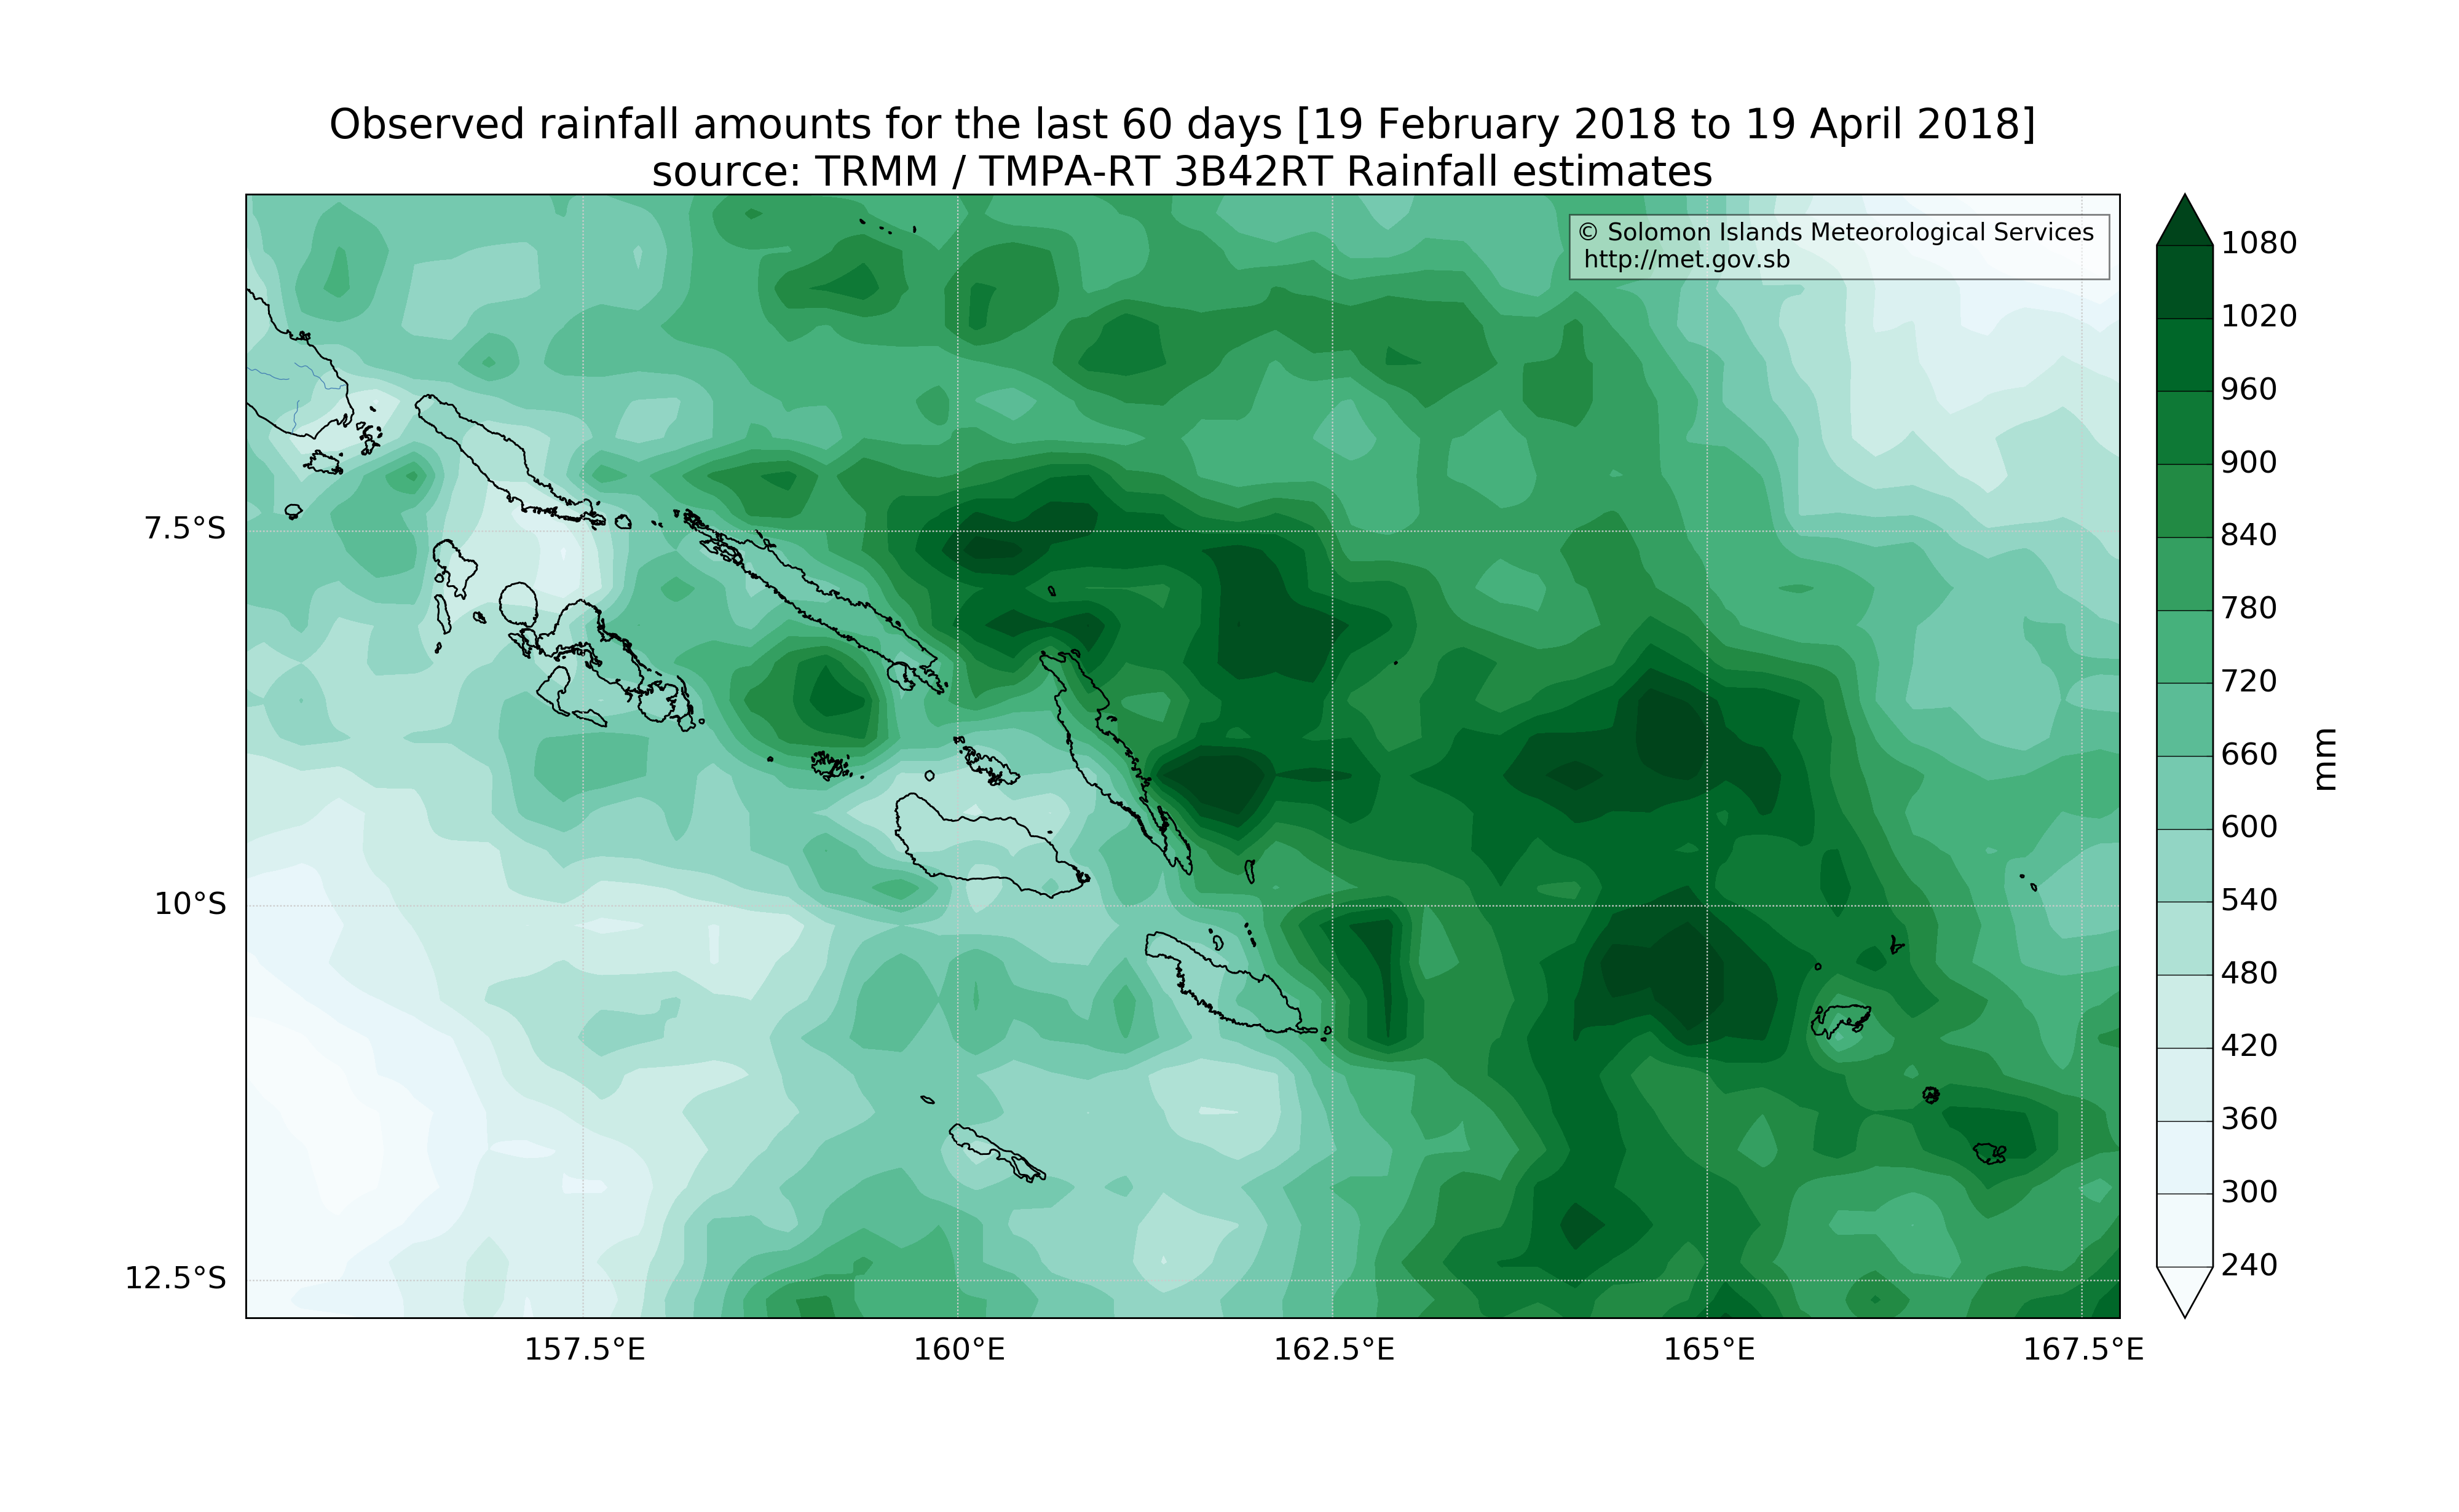 Observed rainfall amounts for the last 60 days [19 February 2018 to 19 April 2018]
source: TRMM / TMPA-RT 3B42RT Rainfall estimates
© Solomon Islands Meteorological Services
http://met.gov.sb
7.5°S
10°S
12.5°S
157.5°E
160°E
162.5°E
165°E
167.5°E
1080
1020
960
900
840
780
720
660
600
540
480
420
360
300
240
mm